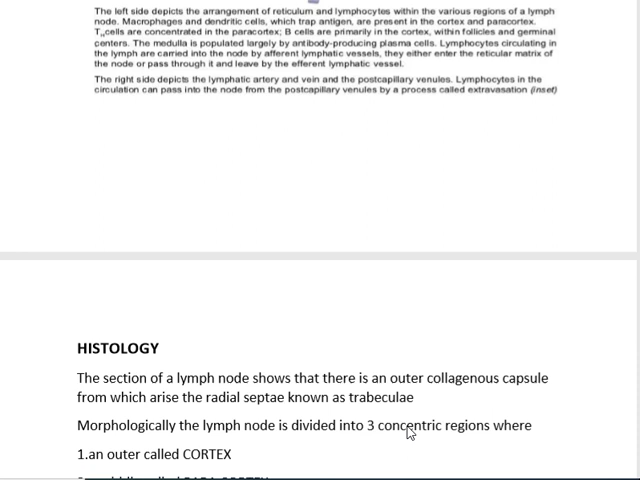 The left side depicts the arrangement of reticulum and lymphocytes within the various regions of a lymph
node. Macrophages and dendritic cells, which trap antigen, are present in the cortex and paracortex.
T„cells are concentrated in the paracortex; B cells are primarily in the cortex, within follicles and germinal
centers. The medulla is populated largely by antibody-producing plasma cells. Lymphocytes circulating in
the lymph are carried into the node by afferent lymphatic vessels, they either enter the reticular matrix of
the node or pass through it and leave by the efferent lymphatic vessel.
The right side depicts the lymphatic artery and vein and the postcapillary venules. Lymphocytes in the
circulation can pass into the node from the postcapillary venules by a process called extravasation (inset)
HISTOLOGY
The section of a lymph node shows that there is an outer collagenous capsule
from which arise the radial septae known as trabeculae
Morphologically the lymph node is divided into 3 concentric regions where
1.an outer called CORTEX